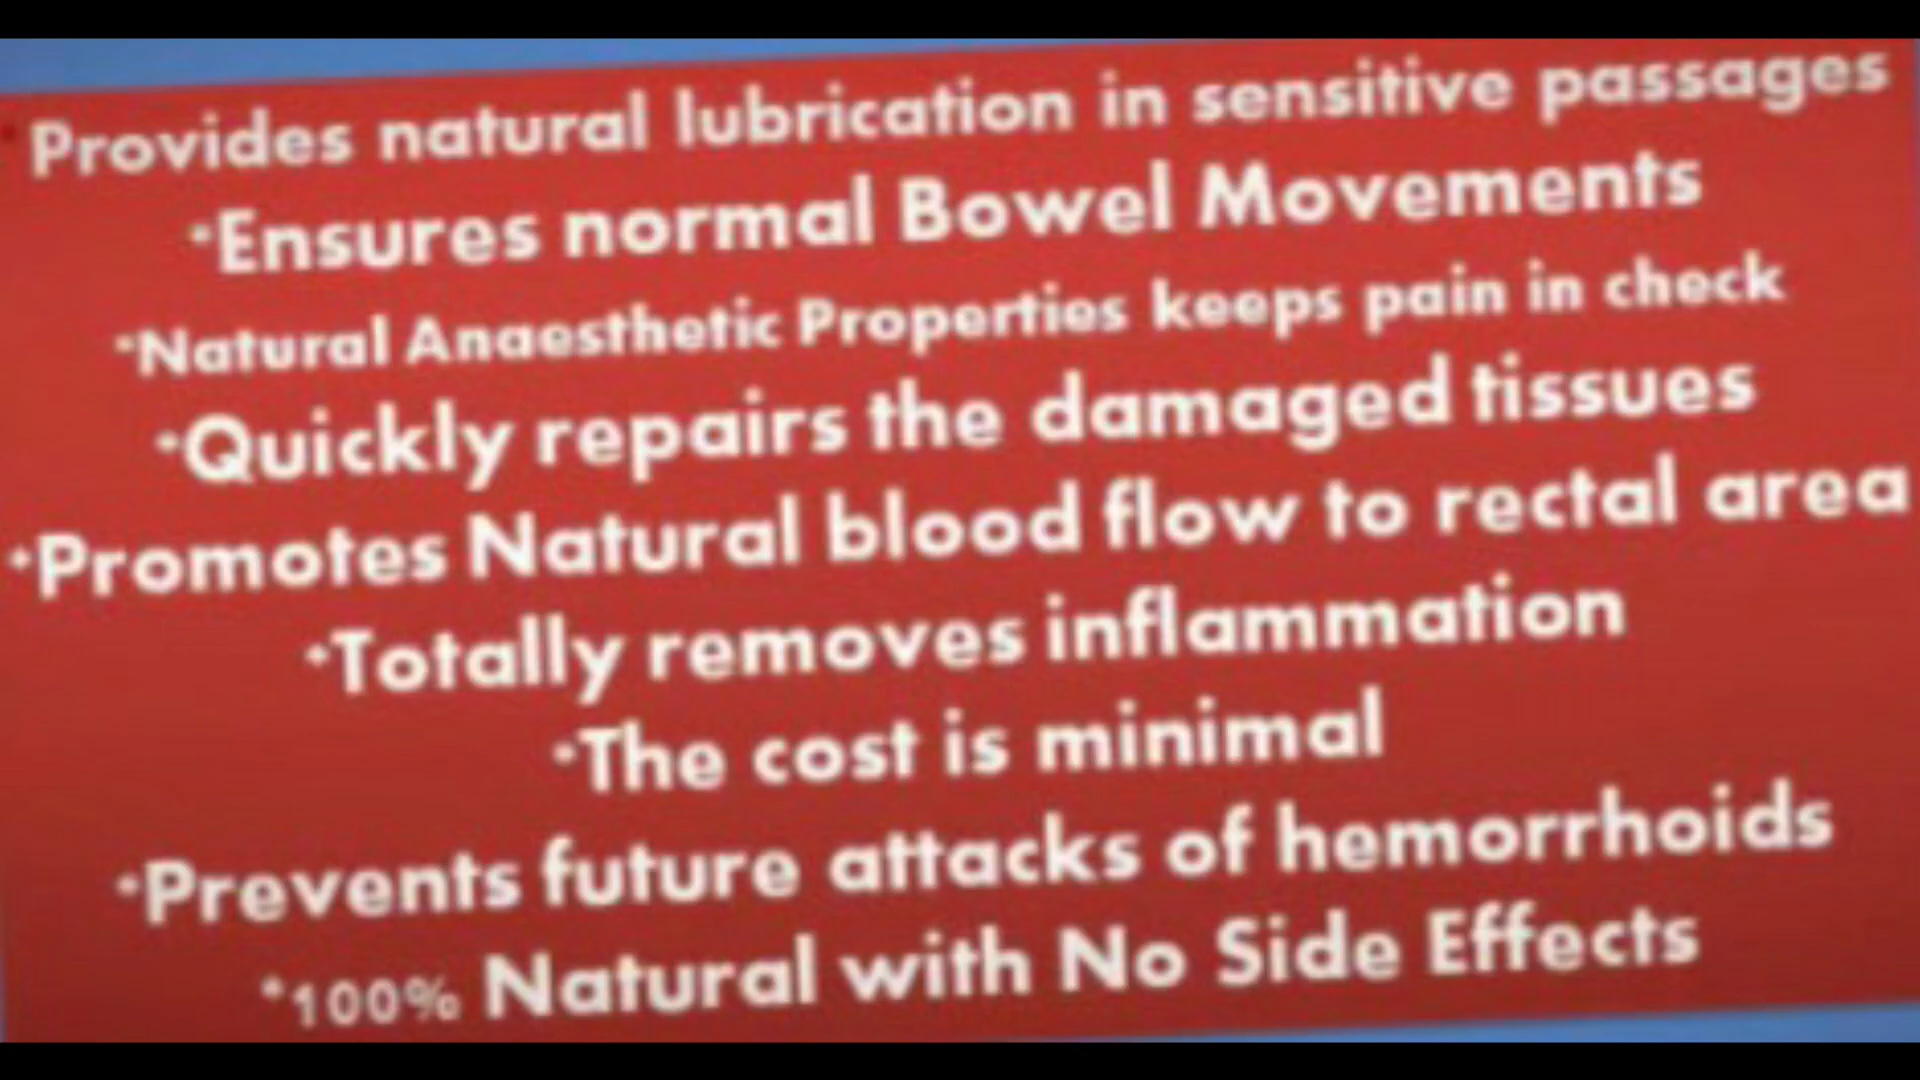 •Provides natural lubrication in sensitive passages
•Ensures normal Bowel Movements
•Natural Anaesthetic Properties keeps pain in check
•Quickly repairs the damaged tissues
•Promotes Natural blood flow to rectal area
•Totally removes inflammation
•The cost is minimal
•Prevents future attacks of hemorrhoids
•100% Natural with No Side Effects